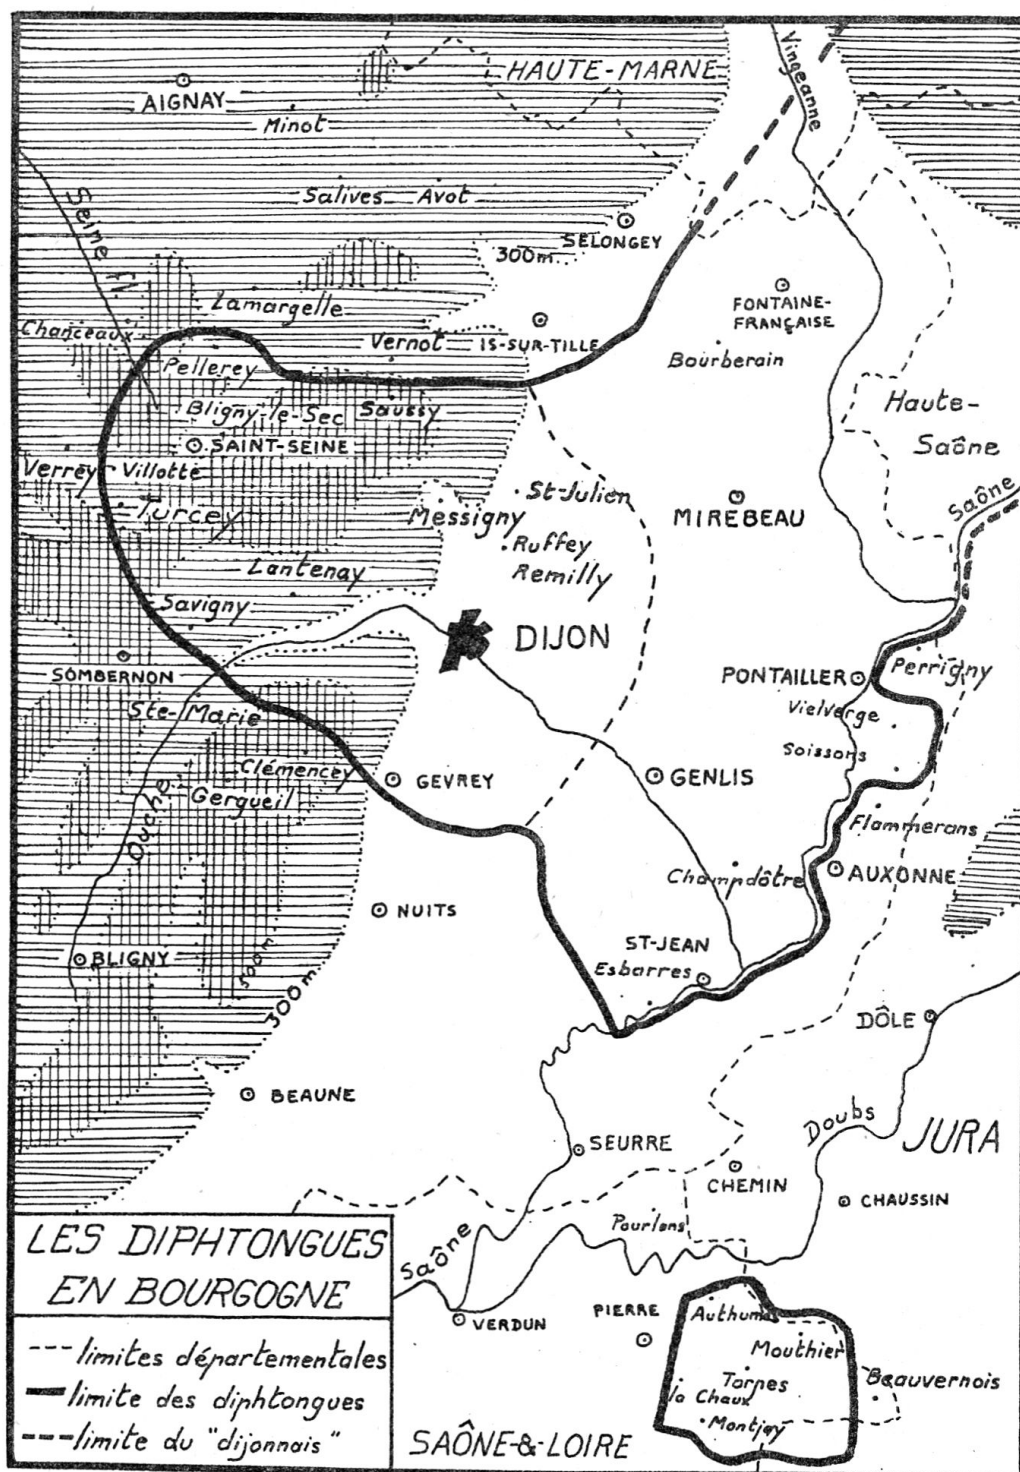 Vingeanne
HAUTE-MARNE
AIGNAY
Minot
Salives
Avot
Seine fl.
SELONGEY
300m.
Lamargelle
FONTAINE-
FRANÇAISE
Chanceaux
Vernot
IS-SUR-TILLE
Bourberain
Pellerey
Bligny-le-Sec
Saussy
Haute-
Saône
SAINT-SEINE
Verrey
Villotte
Saône
St-Julien
Turcey
Messigny
MIREBEAU
Ruffey
Remilly
Lantenay
Savigny
DIJON
SOMBERNON
PONTAILLER
Perrigny
Ste-Marie
Vielverge
Soissons
Clémencey
GEVREY
GENLIS
Gergueil
Ouche
Flammerans
Champdôtre
AUXONNE
NUITS
ST-JEAN
Esbarres
BLIGNY
500m
300m.
DÔLE
BEAUNE
Doubs
JURA
SEURRE
CHEMIN
CHAUSSIN
Pourlans
Saône
VERDUN
PIERRE
Authumes
Mouthier
Torpes
Beauvernois
la Chaux
Montjay
SAÔNE-&-LOIRE
LES DIPHTONGUES
EN BOURGOGNE
limites départementales
limite des diphtongues
limite du "dijonnais"